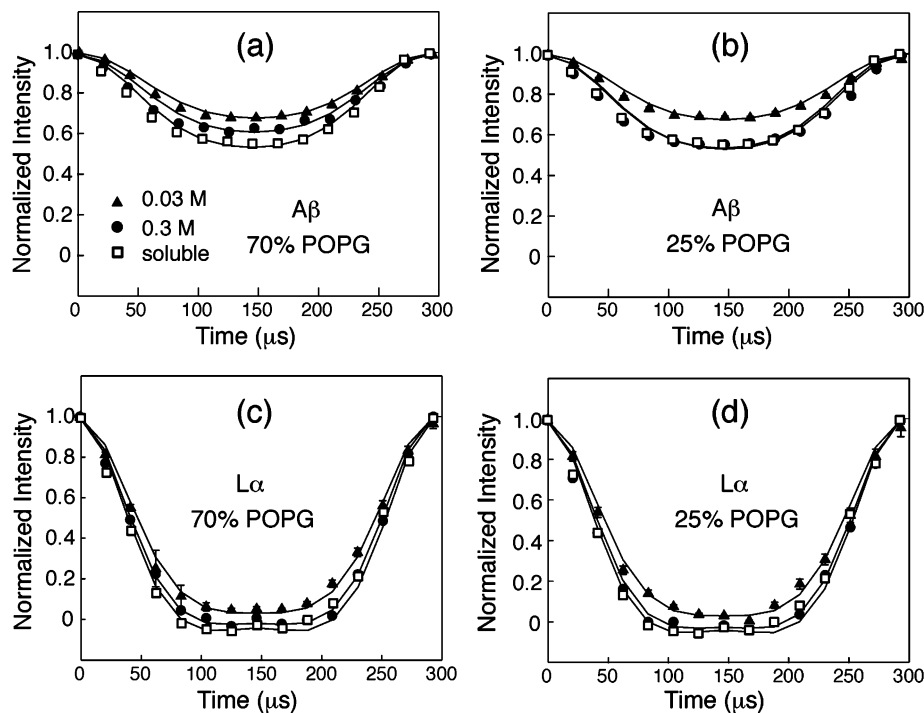 (a)
Normalized Intensity
1.0
0.8
0.6
0.4
0.2
0
0.03 M
0.3 M
soluble
Aβ
70% POPG
0 50 100 150 200 250 300
Time (μs)
(b)
Normalized Intensity
1.0
0.8
0.6
0.4
0.2
0
Aβ
25% POPG
0 50 100 150 200 250 300
Time (μs)
(c)
Normalized Intensity
1.0
0.8
0.6
0.4
0.2
0
Lα
70% POPG
0 50 100 150 200 250 300
Time (μs)
(d)
Normalized Intensity
1.0
0.8
0.6
0.4
0.2
0
Lα
25% POPG
0 50 100 150 200 250 300
Time (μs)